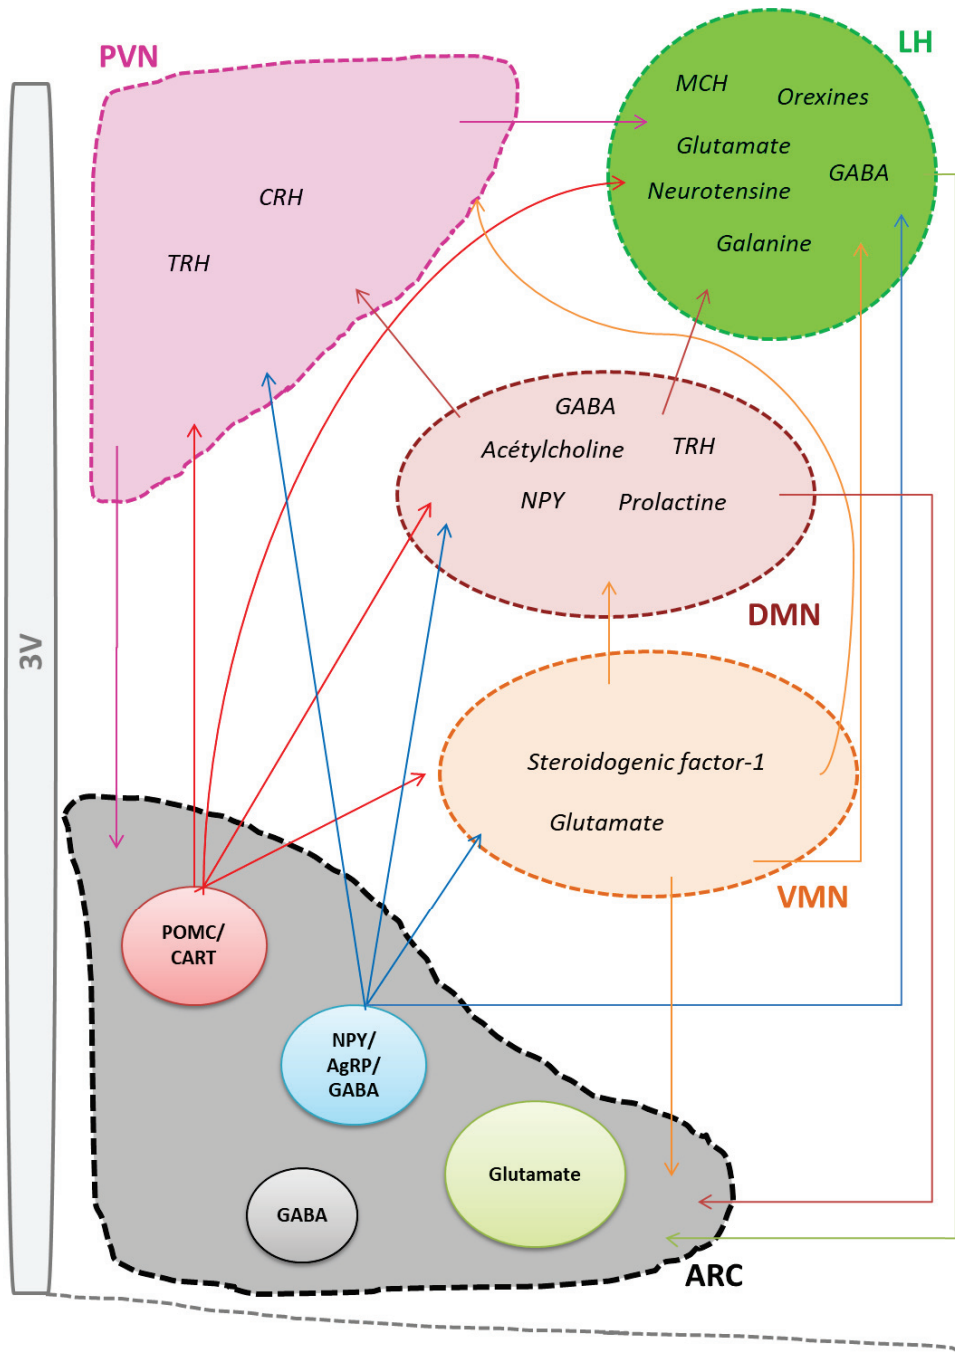 PVN
LH
MCH
Orexines
Glutamate
GABA
Neurotensine
Galanine
CRH
TRH
GABA
Acétylcholine
TRH
NPY
Prolactine
DMN
3V
Steroidogenic factor-1
Glutamate
VMN
POMC/
CART
NPY/
AgRP/
GABA
Glutamate
GABA
ARC